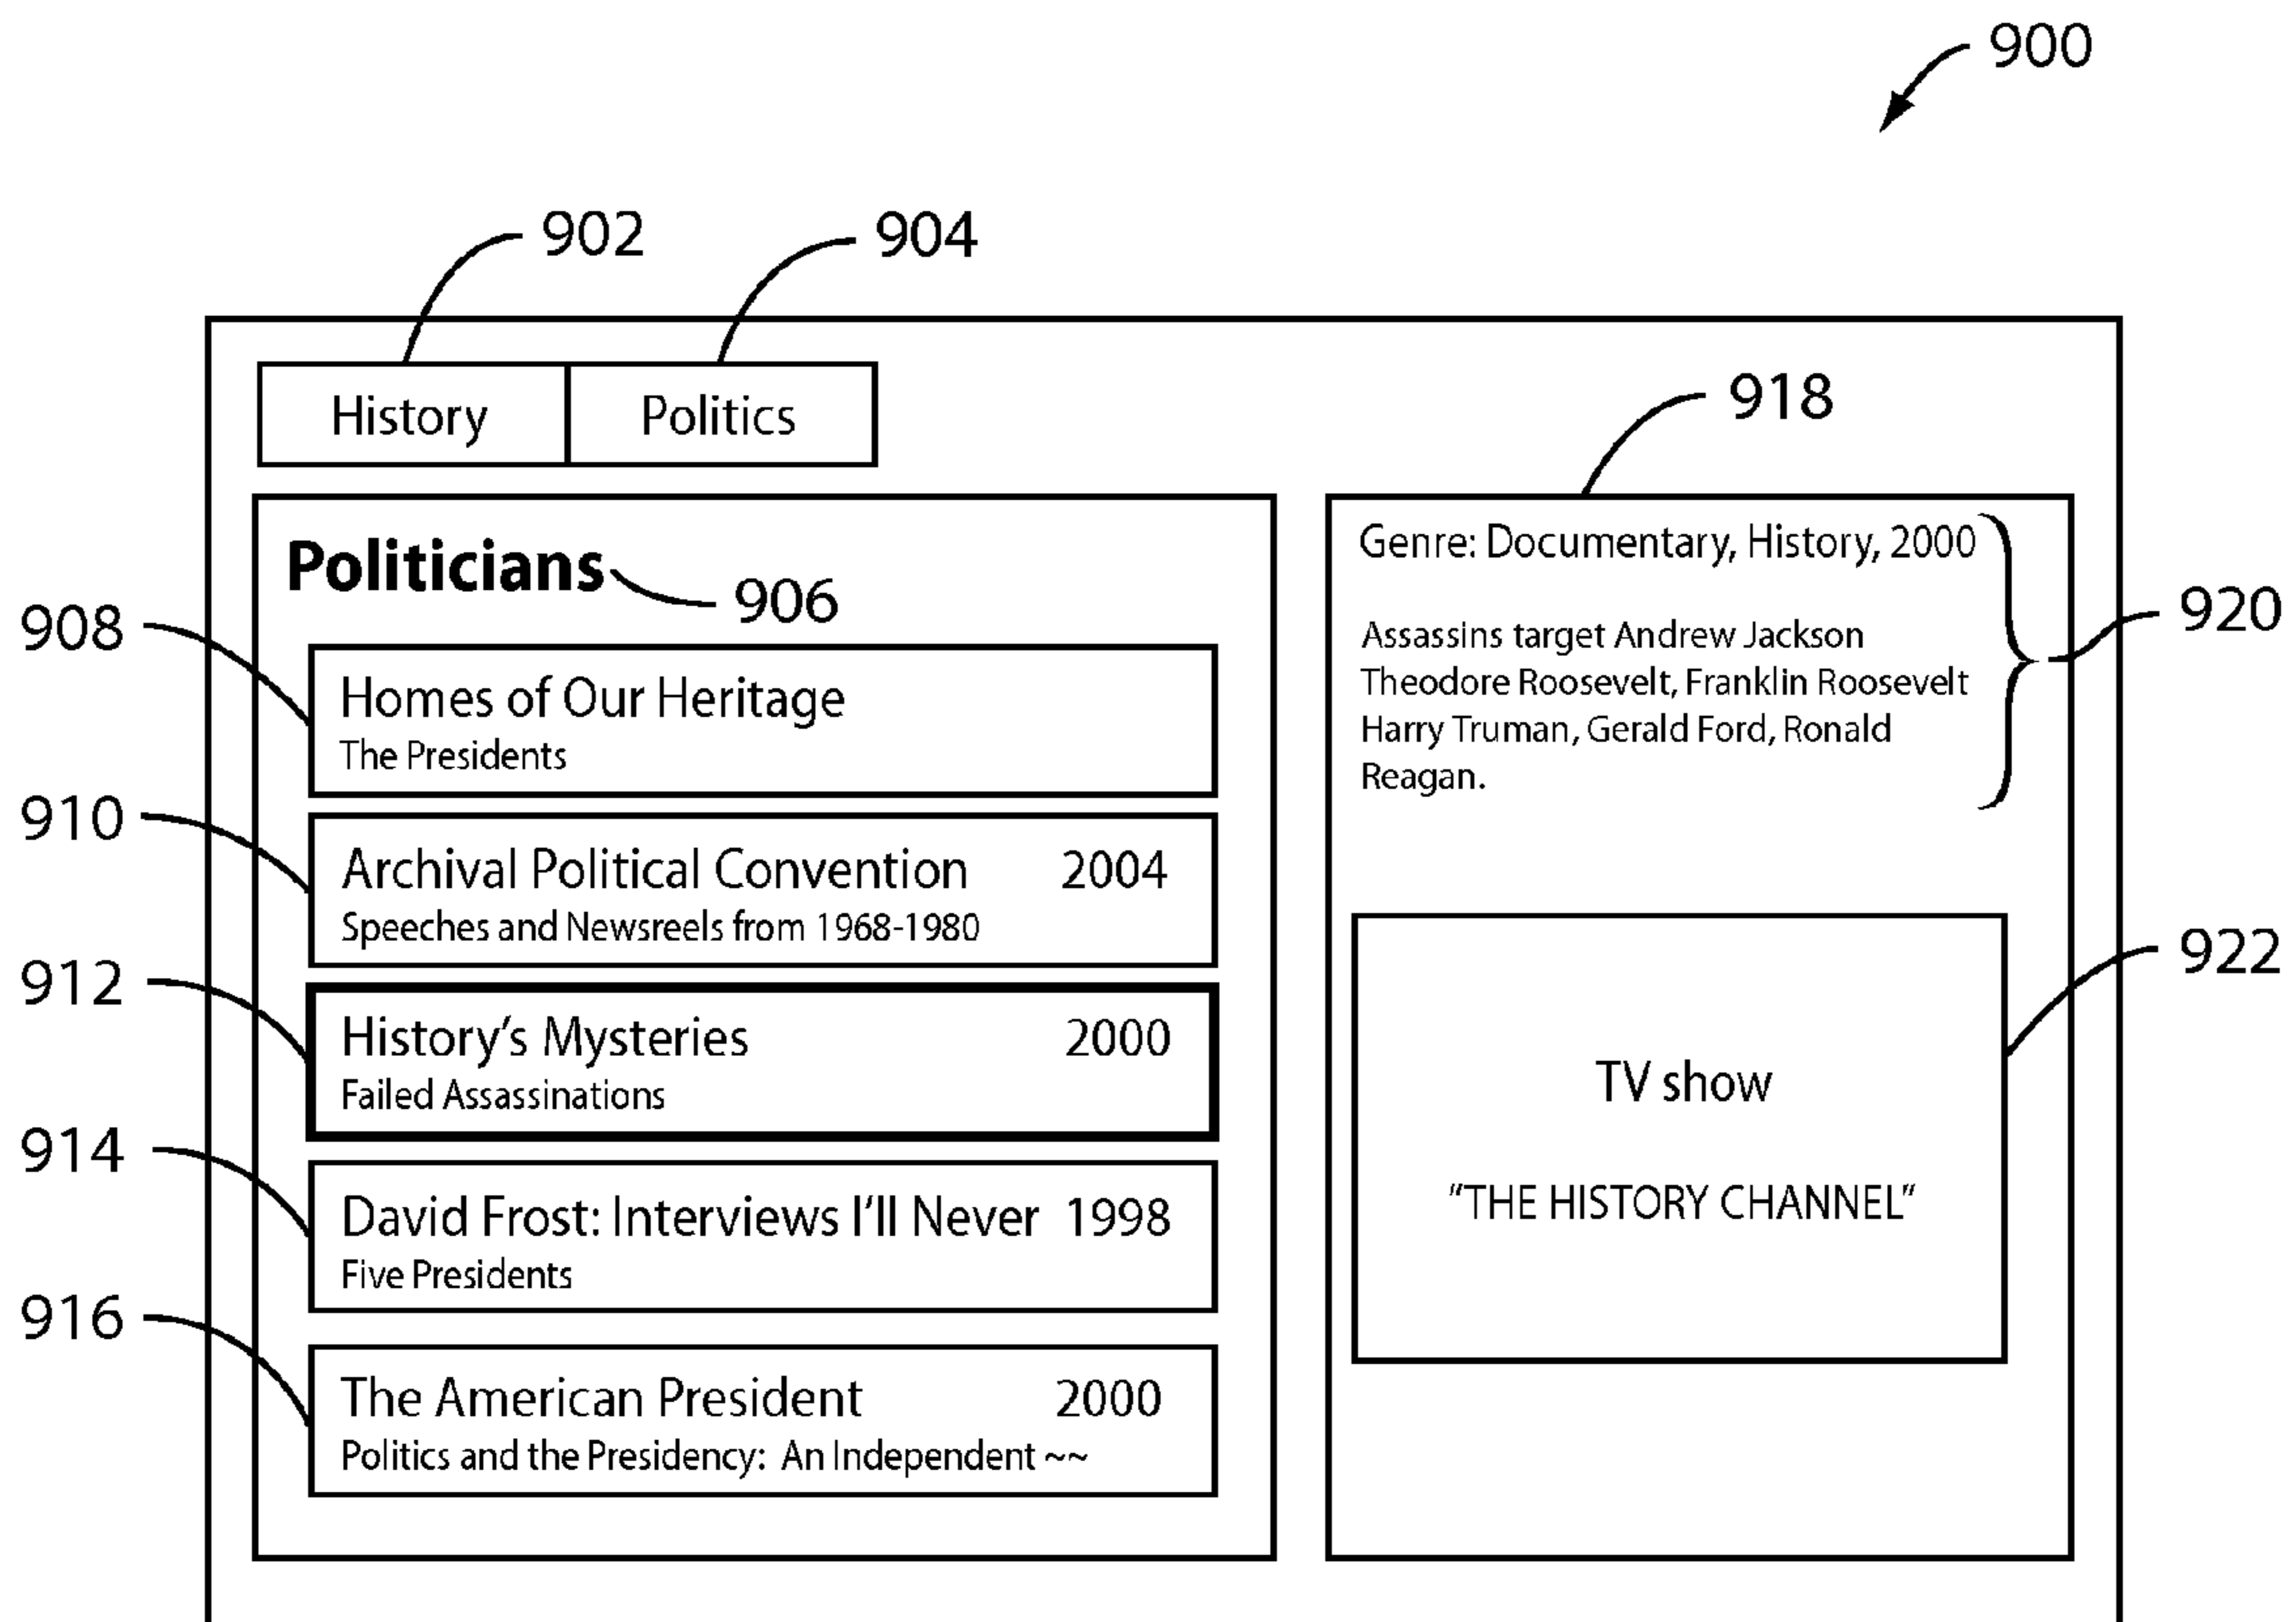 900
902
904
History
Politics
918
Politicians
906
908
Homes of Our Heritage
The Presidents
910
Archival Political Convention 2004
Speeches and Newsreels from 1968-1980
912
History's Mysteries 2000
Failed Assassinations
914
David Frost: Interviews I'll Never 1998
Five Presidents
916
The American President 2000
Politics and the Presidency: An Independent ~~
Genre: Documentary, History, 2000
Assassins target Andrew Jackson
Theodore Roosevelt, Franklin Roosevelt
Harry Truman, Gerald Ford, Ronald
Reagan.
920
922
TV show
"THE HISTORY CHANNEL"